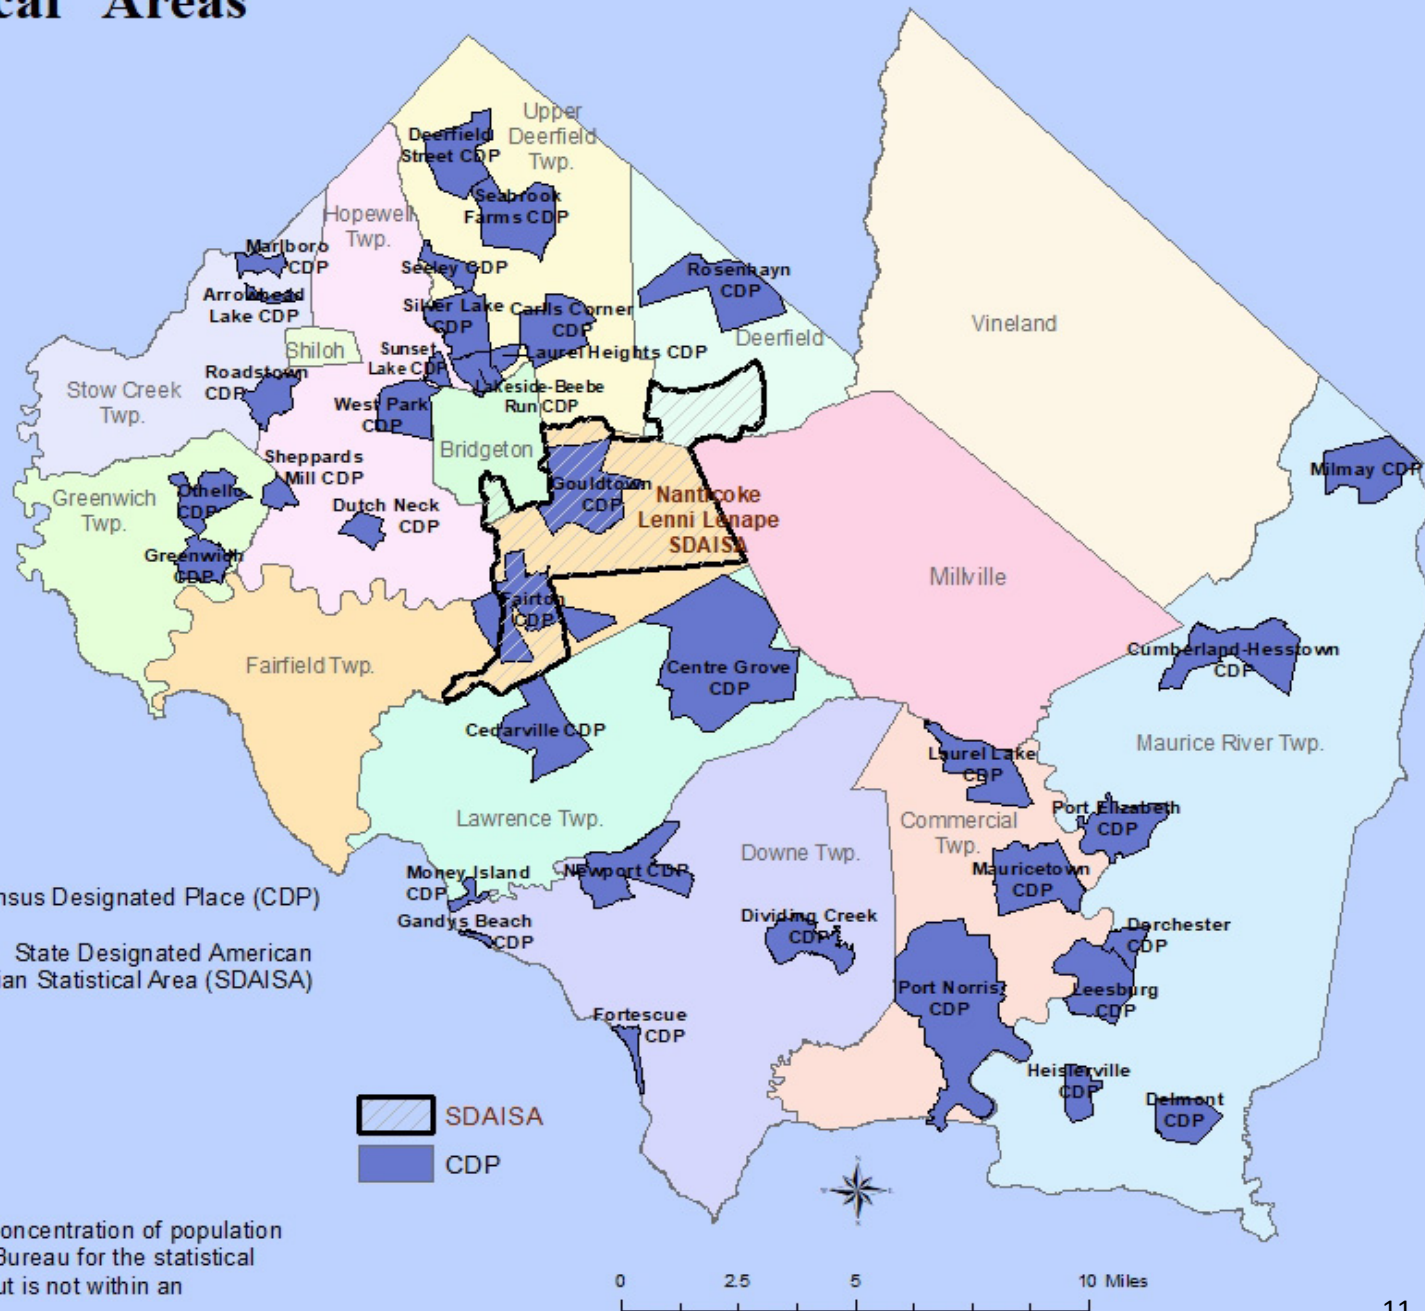 cal Areas
Upper
Deerfield
Twp.
Deerfield
Street CDP
Seabrook
Farms CDP
Hopewell
Twp.
Marlboro
CDP
Seeley CDP
Rosenhayn
CDP
Arrowhead
Lake CDP
Silver Lake
CDP
Carlls Corner
CDP
Vineland
Deerfield
Shiloh
Sunset
Lake CDP
Laurel Heights CDP
Roadstown
CDP
Stow Creek
Twp.
Lakeside-Beebe
Run CDP
West Park
CDP
Bridgeton
Sheppards
Mill CDP
Milmay CDP
Greenwich
Twp.
Othello
CDP
Gouldtown
CDP
Nanticoke
Lenni Lenape
SDAISA
Dutch Neck
CDP
Greenwich
CDP
Millville
Fairton
CDP
Fairfield Twp.
Centre Grove
CDP
Cumberland-Hesstown
CDP
Cedarville CDP
Maurice River Twp.
Laurel Lake
CDP
Lawrence Twp.
Commercial
Twp.
Port Elizabeth
CDP
Downe Twp.
Money Island
CDP
Newport CDP
Mauricetown
CDP
nsus Designated Place (CDP)
Gandys Beach
CDP
Dividing Creek
CDP
Dorchester
CDP
State Designated American
ian Statistical Area (SDAISA)
Port Norris
CDP
Leesburg
CDP
Fortescue
CDP
Heislerville
CDP
Delmont
CDP
SDAISA
CDP
N
W
E
S
oncentration of population
Bureau for the statistical
ut is not within an
0 2.5 5 10 Miles
11